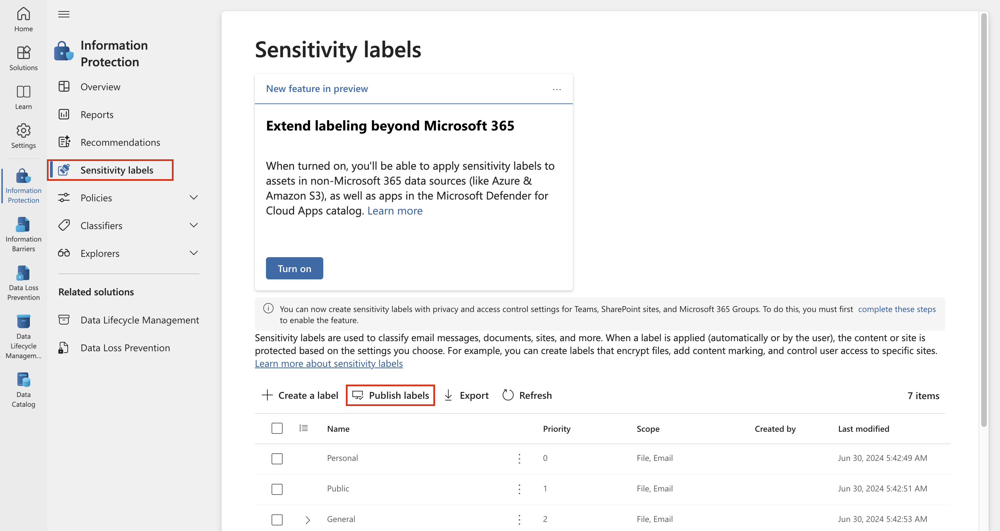 Home
Solutions
Learn
Settings
Information
Protection
Information
Barriers
Data Loss
Prevention
Data
Lifecycle
Managem...
Data
Catalog
Information
Protection
Overview
Reports
Recommendations
Sensitivity labels
Policies
Classifiers
Explorers
Related solutions
Data Lifecycle Management
Data Loss Prevention
Sensitivity labels
New feature in preview
Extend labeling beyond Microsoft 365
When turned on, you'll be able to apply sensitivity labels to
assets in non-Microsoft 365 data sources (like Azure &
Amazon S3), as well as apps in the Microsoft Defender for
Cloud Apps catalog. Learn more
Turn on
You can now create sensitivity labels with privacy and access control settings for Teams, SharePoint sites, and Microsoft 365 Groups. To do this, you must first complete these steps
to enable the feature.
Sensitivity labels are used to classify email messages, documents, sites, and more. When a label is applied (automatically or by the user), the content or site is
protected based on the settings you choose. For example, you can create labels that encrypt files, add content marking, and control user access to specific sites.
Learn more about sensitivity labels
Create a label Publish labels Export Refresh 7 items
Name Priority Scope Created by Last modified
Personal 0 File, Email Jun 30, 2024 5:42:49 AM
Public 1 File, Email Jun 30, 2024 5:42:51 AM
General 2 File, Email Jun 30, 2024 5:42:53 AM